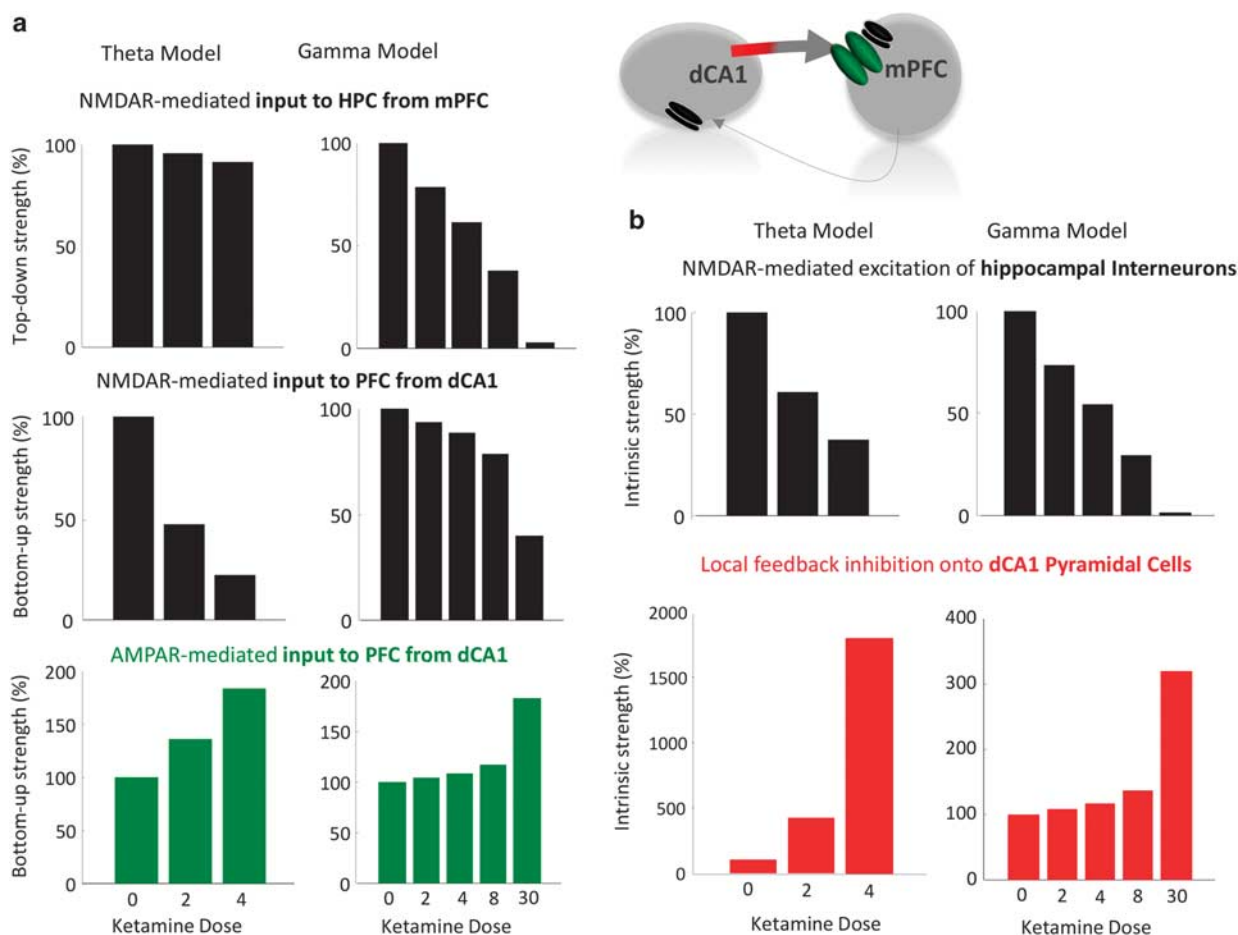 a
Theta Model
Gamma Model
NMDAR-mediated input to HPC from mPFC
Top-down strength (%)
100
50
0
100
50
0
NMDAR-mediated input to PFC from dCA1
Bottom-up strength (%)
100
50
0
100
50
0
AMPAR-mediated input to PFC from dCA1
Bottom-up strength (%)
200
150
100
50
0
0 2 4
Ketamine Dose
200
150
100
50
0
0 2 4 8 30
Ketamine Dose
dCA1
mPFC
b
Theta Model
Gamma Model
NMDAR-mediated excitation of hippocampal Interneurons
Intrinsic strength (%)
100
50
0
100
50
0
Local feedback inhibition onto dCA1 Pyramidal Cells
Intrinsic strength (%)
2000
1500
1000
500
0
0 2 4
Ketamine Dose
400
300
200
100
0
0 2 4 8 30
Ketamine Dose